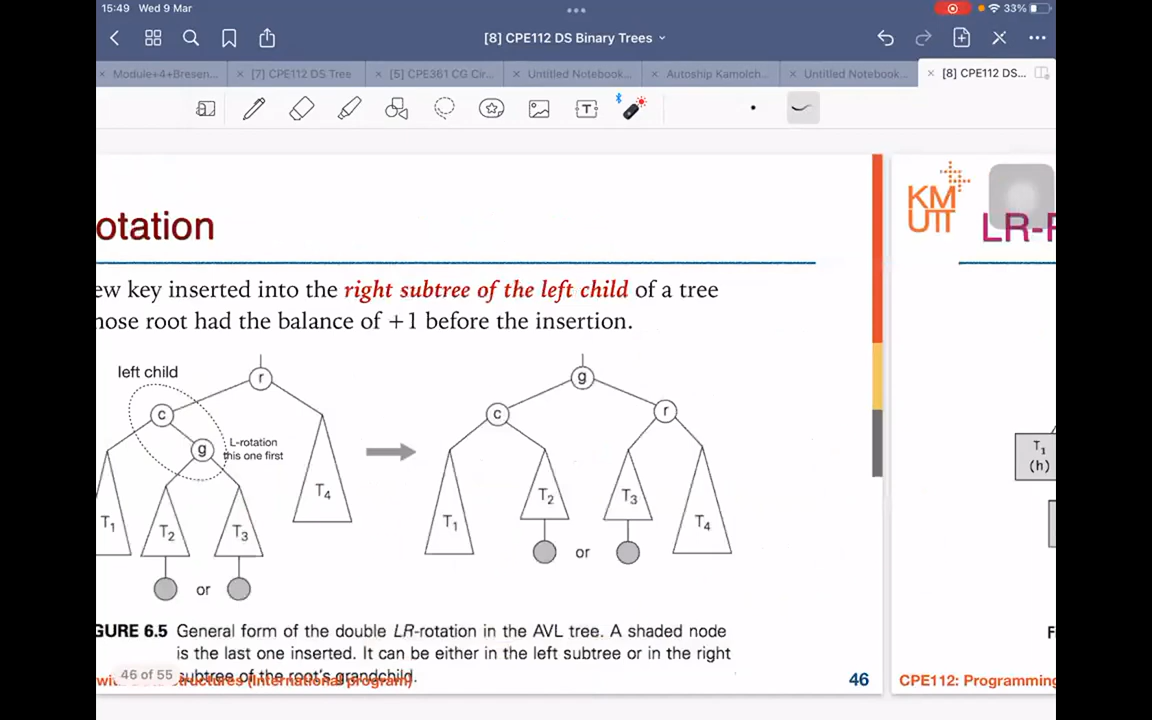 15:49 Wed 9 Mar
33%
[8] CPE112 DS Binary Trees
Module+4+Bresen...
[7] CPE112 DS Tree
[5] CPE361 CG Cir...
Untitled Notebook...
Autoship Kamolch...
Untitled Notebook...
[8] CPE112 DS...
otation
ew key inserted into the right subtree of the left child of a tree
hose root had the balance of +1 before the insertion.
left child
r
c
g
L-rotation
this one first
T1
T2
T3
T4
or
g
c
r
T1
T2
T3
T4
or
GURE 6.5 General form of the double LR-rotation in the AVL tree. A shaded node
is the last one inserted. It can be either in the left subtree or in the right
subtree of the root's grandchild.
46 of 55
with Data Structures (International program)
46
KM
UTT
LR-R
T1
(h)
F
CPE112: Programming